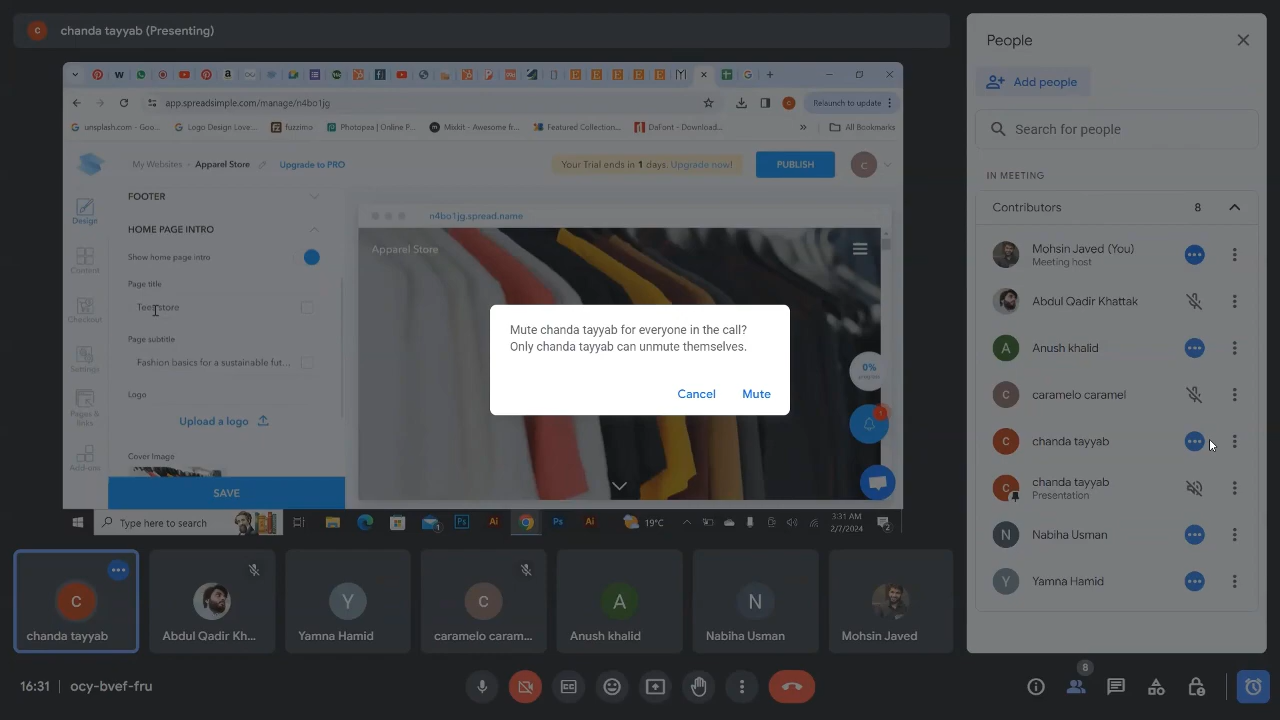 C
chanda tayyab (Presenting)
app.spreadsimple.com/manage/n4bo1jg
Relaunch to update
unsplash.com - Goo...
Logo Design Love...
fuzzimo
Photopea | Online P...
Miskit – Awesome fr...
Featured Collection...
DaFont - Download...
»
All Bookmarks
My Websites
Apparel Store
Upgrade to PRO
Your Trial ends in 1 days. Upgrade now!
PUBLISH
C
Design
Content
Checkout
Settings
Pages & links
Add-ons
FOOTER
HOME PAGE INTRO
Show home page intro
Page title
Page subtitle
Fashion basics for a sustainable fut...
Logo
Upload a logo
Cover Image
SAVE
n4bo1jg.spread.name
Apparel Store
0%
1
Mute chanda tayyab for everyone in the call?
Only chanda tayyab can unmute themselves.
Cancel
Mute
Type here to search
Ps
Ai
Ps
Ai
19°C
3:31 AM
2/7/2024
People
Add people
Search for people
IN MEETING
Contributors
8
Mohsin Javed (You)
Meeting host
Abdul Qadir Khattak
A
Anush khalid
C
caramelo caramel
C
chanda tayyab
C
chanda tayyab
Presentation
N
Nabiha Usman
Y
Yamna Hamid
C
chanda tayyab
Abdul Qadir Kh...
Y
Yamna Hamid
C
caramelo caram...
A
Anush khalid
N
Nabiha Usman
Mohsin Javed
16:31
ocy-bvef-fru
8